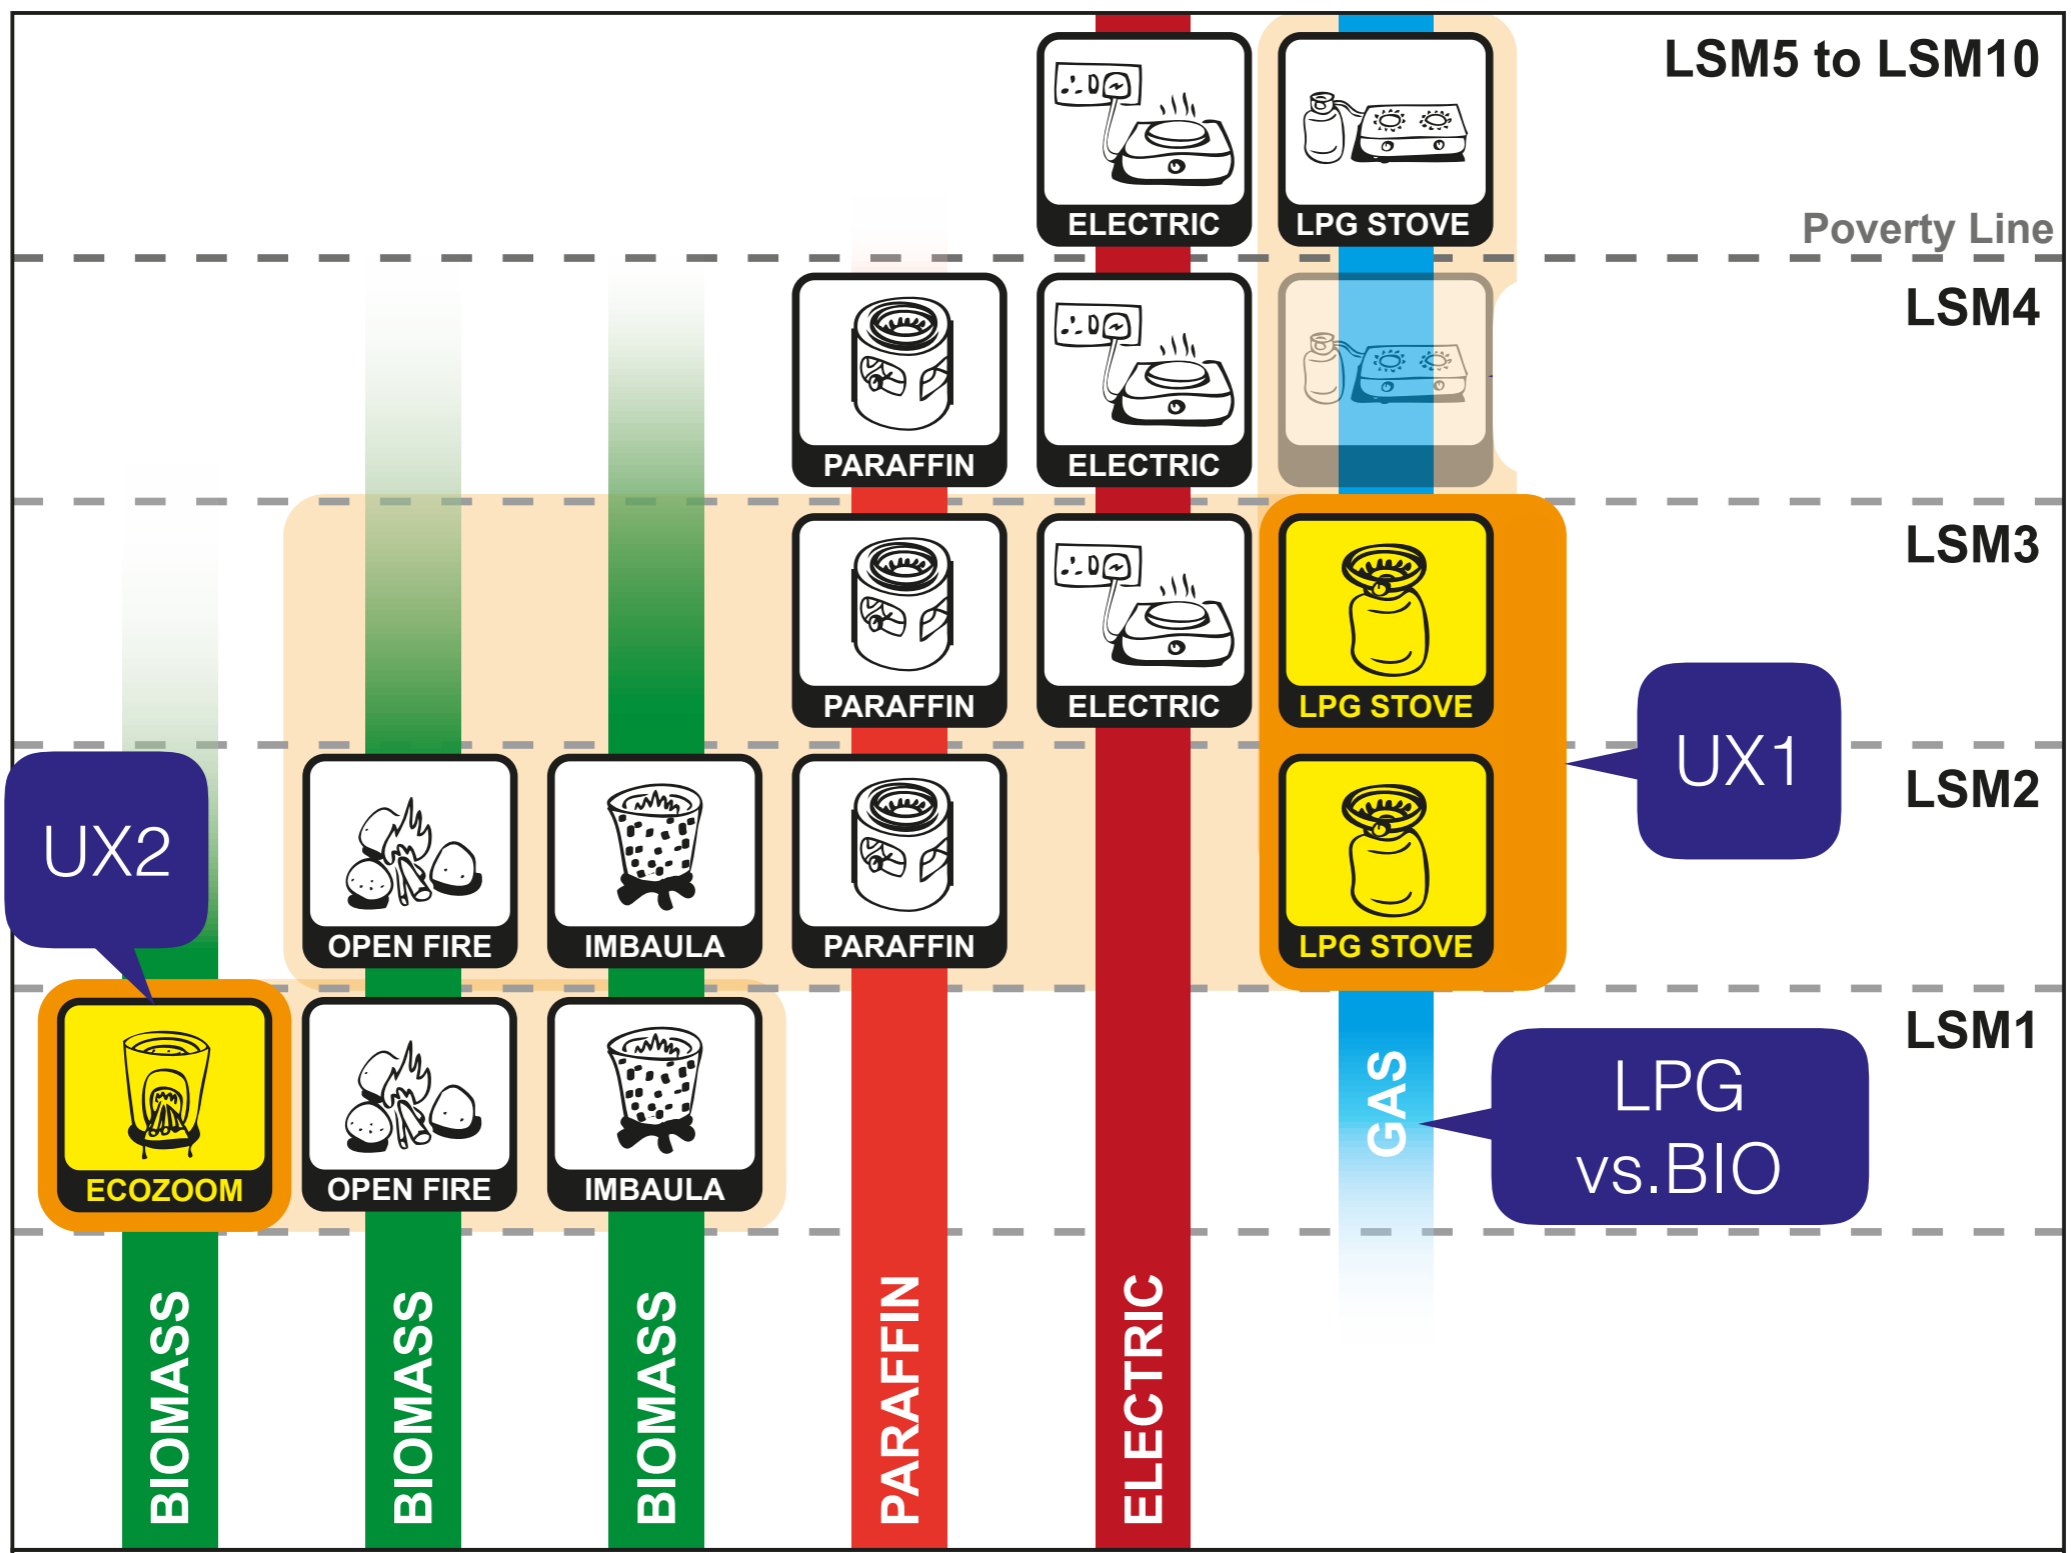 LSM5 to LSM10
ELECTRIC
LPG STOVE
Poverty Line
LSM4
PARAFFIN
ELECTRIC
LSM3
PARAFFIN
ELECTRIC
LPG STOVE
UX1
LSM2
UX2
OPEN FIRE
IMBAULA
PARAFFIN
LPG STOVE
LSM1
ECOZOOM
OPEN FIRE
IMBAULA
GAS
LPG
vs.BIO
BIOMASS
BIOMASS
BIOMASS
PARAFFIN
ELECTRIC